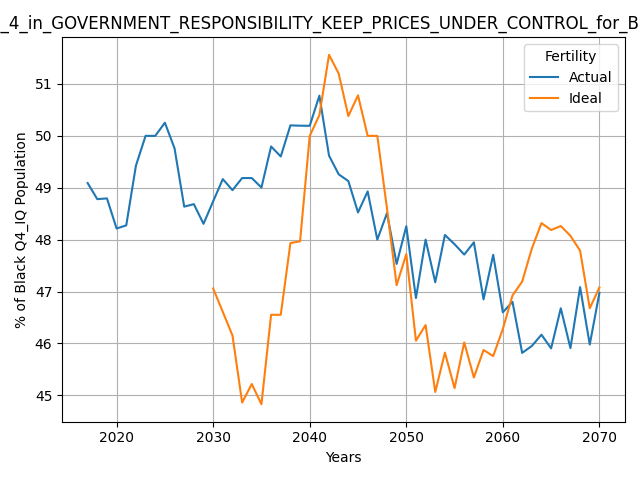 _4_in_GOVERNMENT_RESPONSIBILITY_KEEP_PRICES_UNDER_CONTROL_for_B
Fertility
Actual
Ideal
% of Black Q4_IQ Population
51
50
49
48
47
46
45
2020 2030 2040 2050 2060 2070
Years